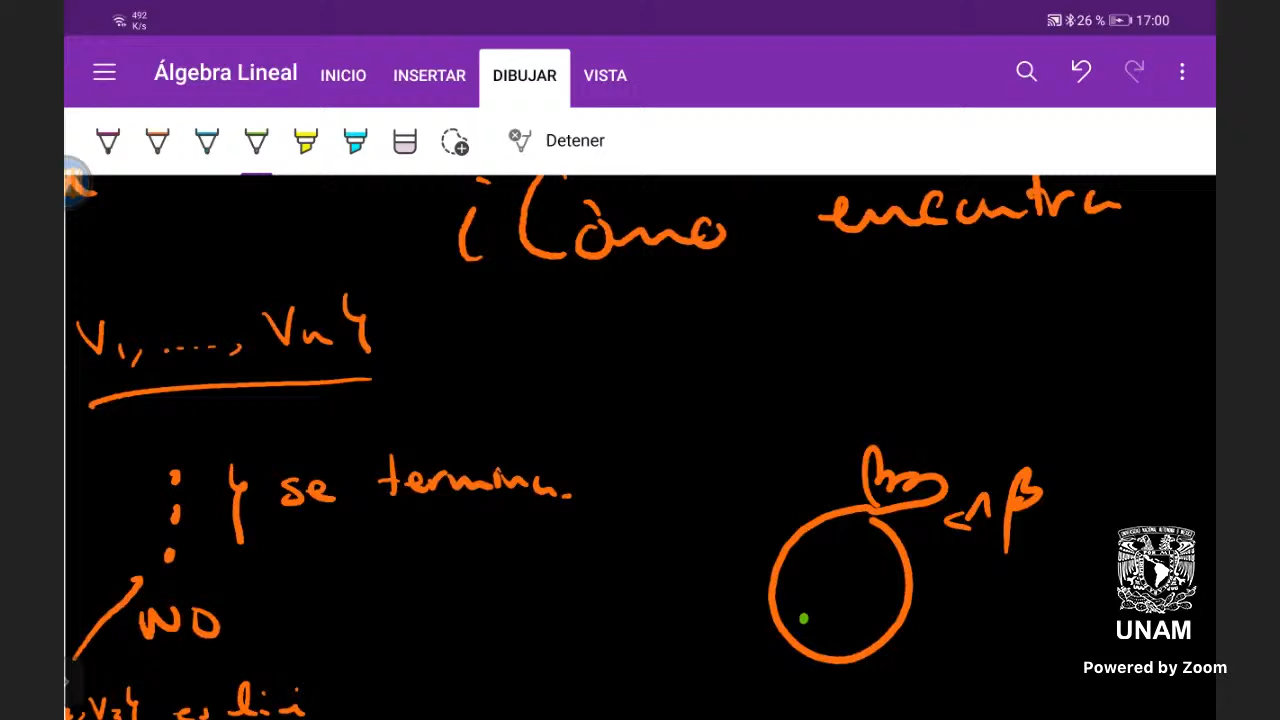 492
K/s
26 % 17:00
Álgebra Lineal INICIO INSERTAR DIBUJAR VISTA
Detener
¿Cómo encontra
v1, ...., vn}
} se termina.
β
NO
es l.i
UNAM
Powered by Zoom